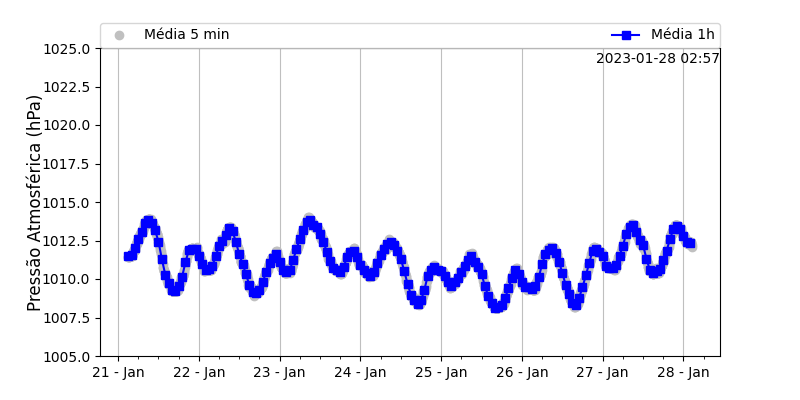 Média 5 min
Média 1h
2023-01-28 02:57
Pressão Atmosférica (hPa)
1025.0
1022.5
1020.0
1017.5
1015.0
1012.5
1010.0
1007.5
1005.0
21 - Jan
22 - Jan
23 - Jan
24 - Jan
25 - Jan
26 - Jan
27 - Jan
28 - Jan